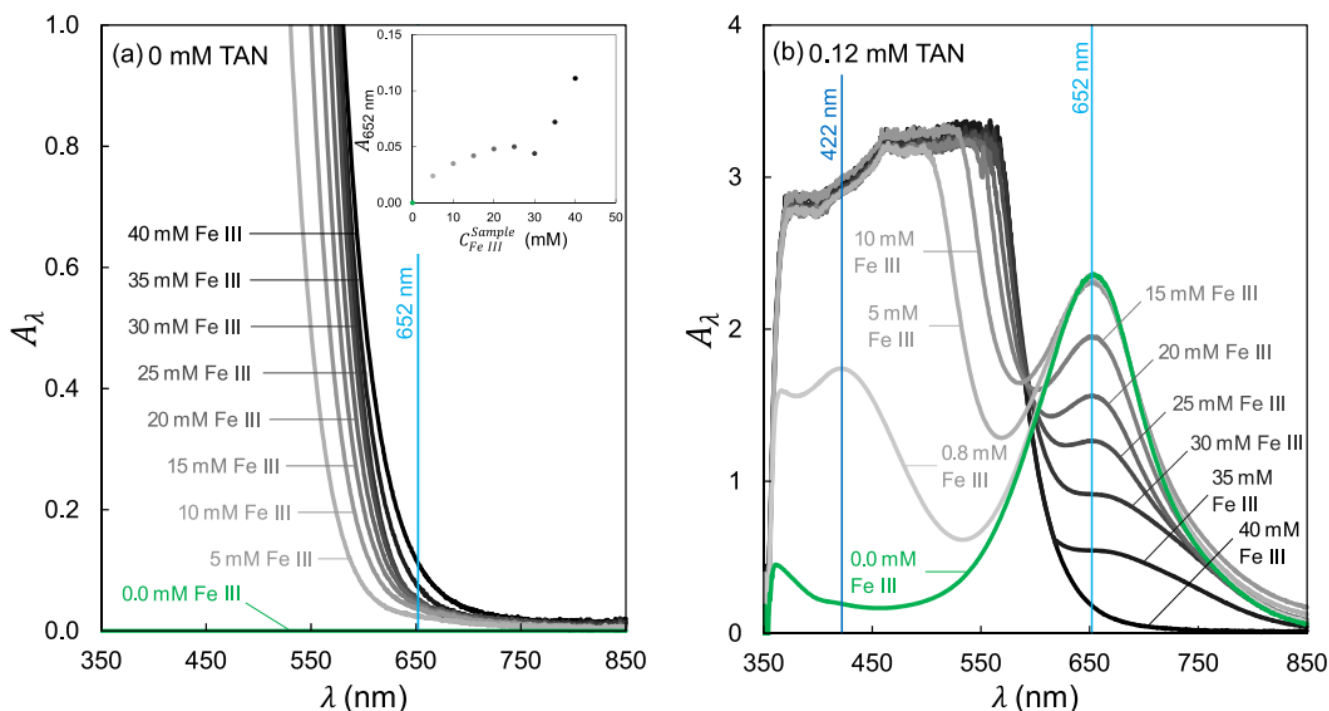 (a) 0 mM TAN
1.0
0.8
0.6
0.4
0.2
0.0
A_λ
350
450
550
650
750
850
λ (nm)
40 mM Fe III
35 mM Fe III
30 mM Fe III
25 mM Fe III
20 mM Fe III
15 mM Fe III
10 mM Fe III
5 mM Fe III
0.0 mM Fe III
652 nm
0.15
0.10
0.05
0.00
A_{652 nm}
0
10
20
30
40
50
C_{Fe III}^{Sample} (mM)
(b) 0.12 mM TAN
4
3
2
1
0
A_λ
350
450
550
650
750
850
λ (nm)
422 nm
652 nm
10 mM
Fe III
5 mM
Fe III
0.8 mM
Fe III
0.0 mM
Fe III
15 mM Fe III
20 mM Fe III
25 mM Fe III
30 mM Fe III
35 mM
Fe III
40 mM
Fe III